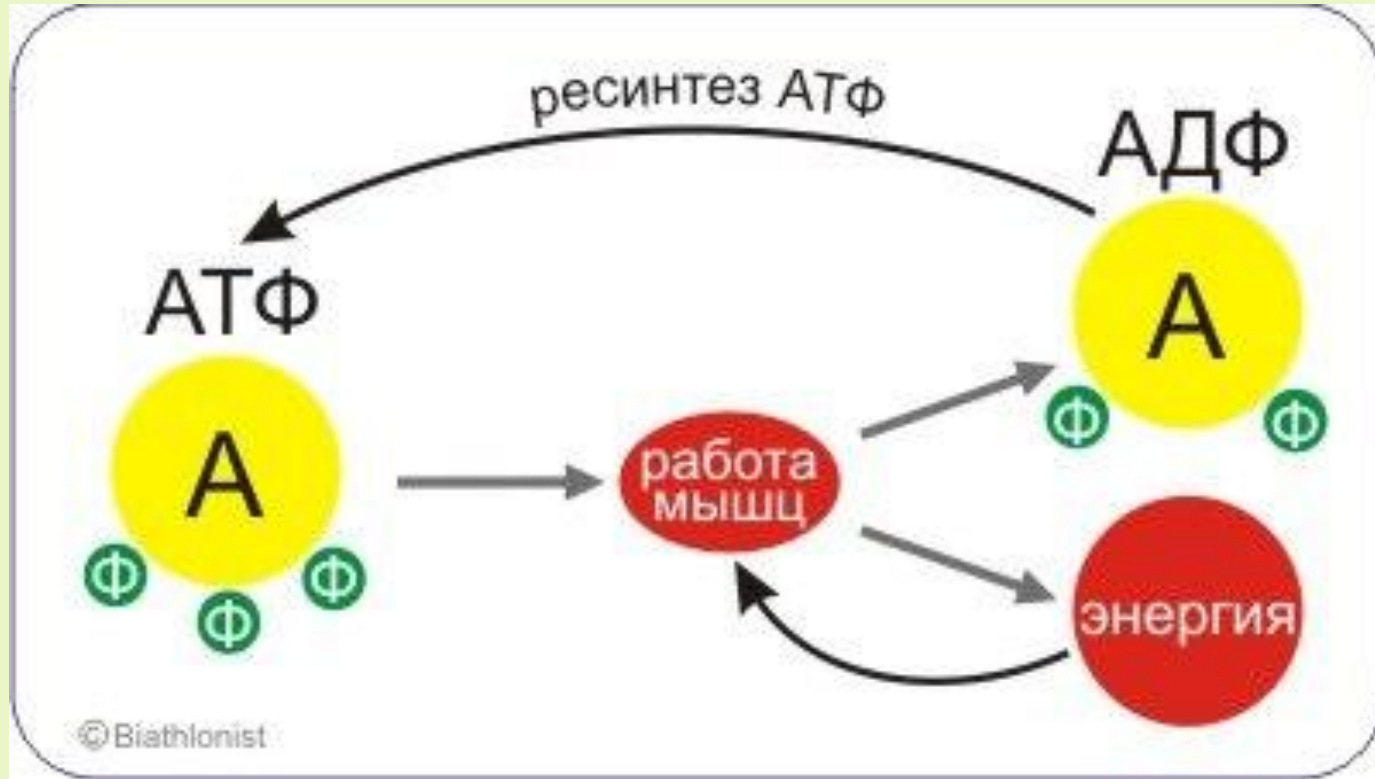 ресинтез АТФ
АДФ
А
Ф Ф
АТФ
А
Ф Ф Ф
работа
мышц
энергия
©Biathlonist